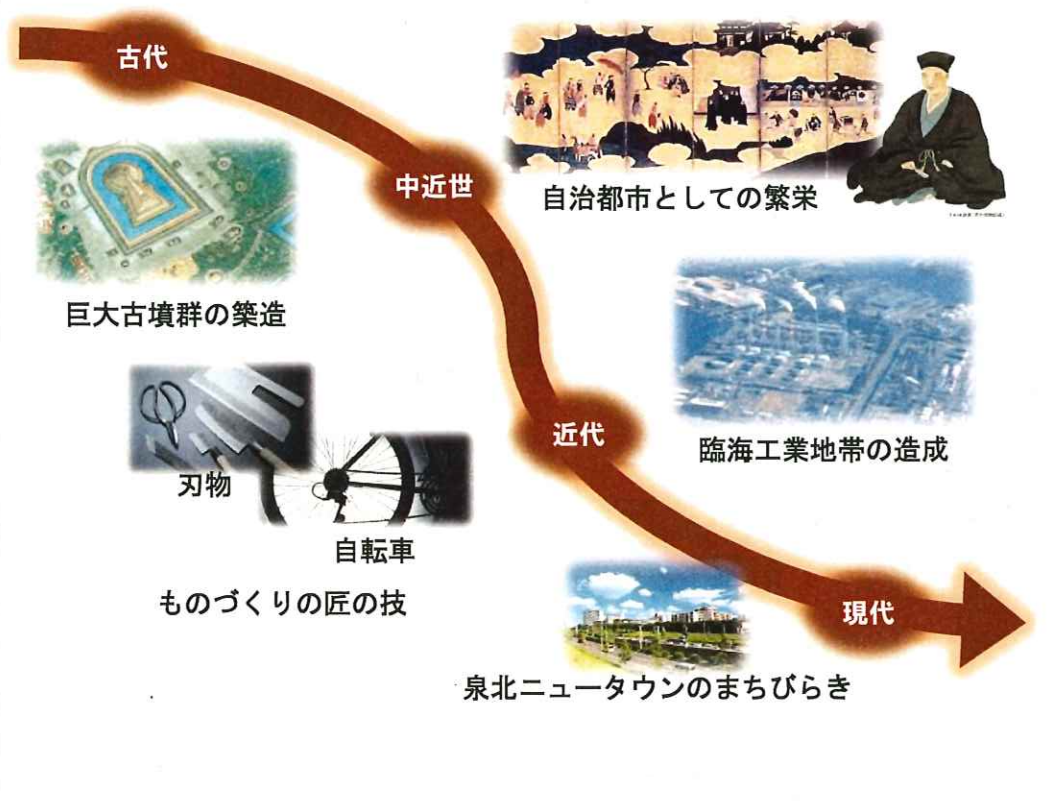 古代
中近世
自治都市としての繁栄
巨大古墳群の築造
近代
臨海工業地帯の造成
刃物
自転車
ものづくりの匠の技
現代
泉北ニュータウンのまちびらき